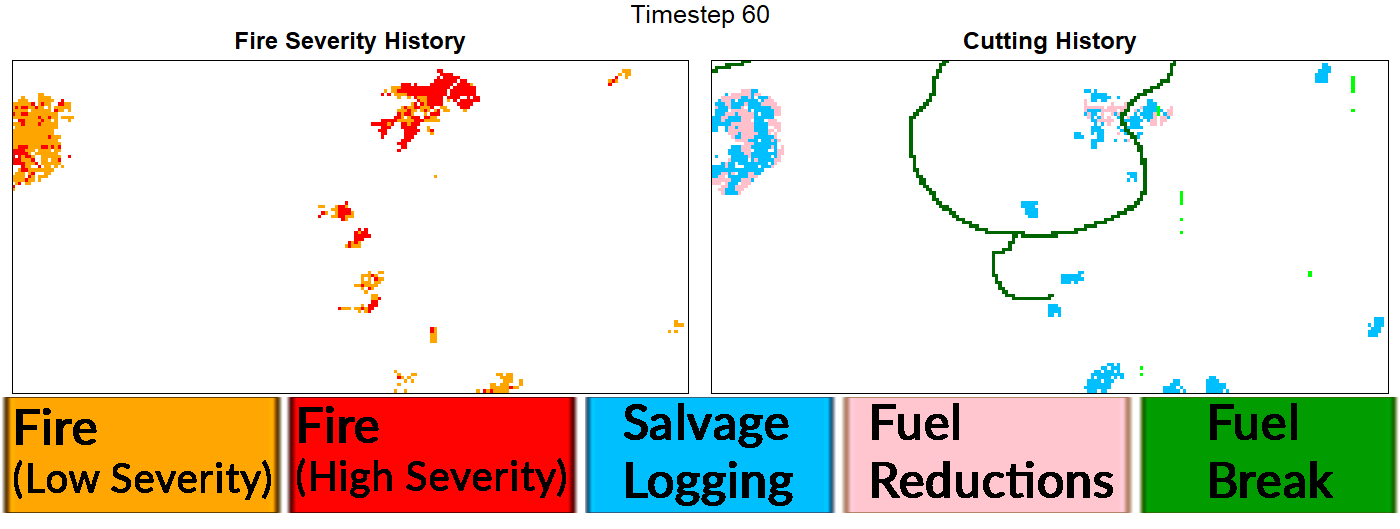 Timestep 60
Fire Severity History
Cutting History
Fire
(Low Severity)
Fire
(High Severity)
Salvage
Logging
Fuel
Reductions
Fuel
Break